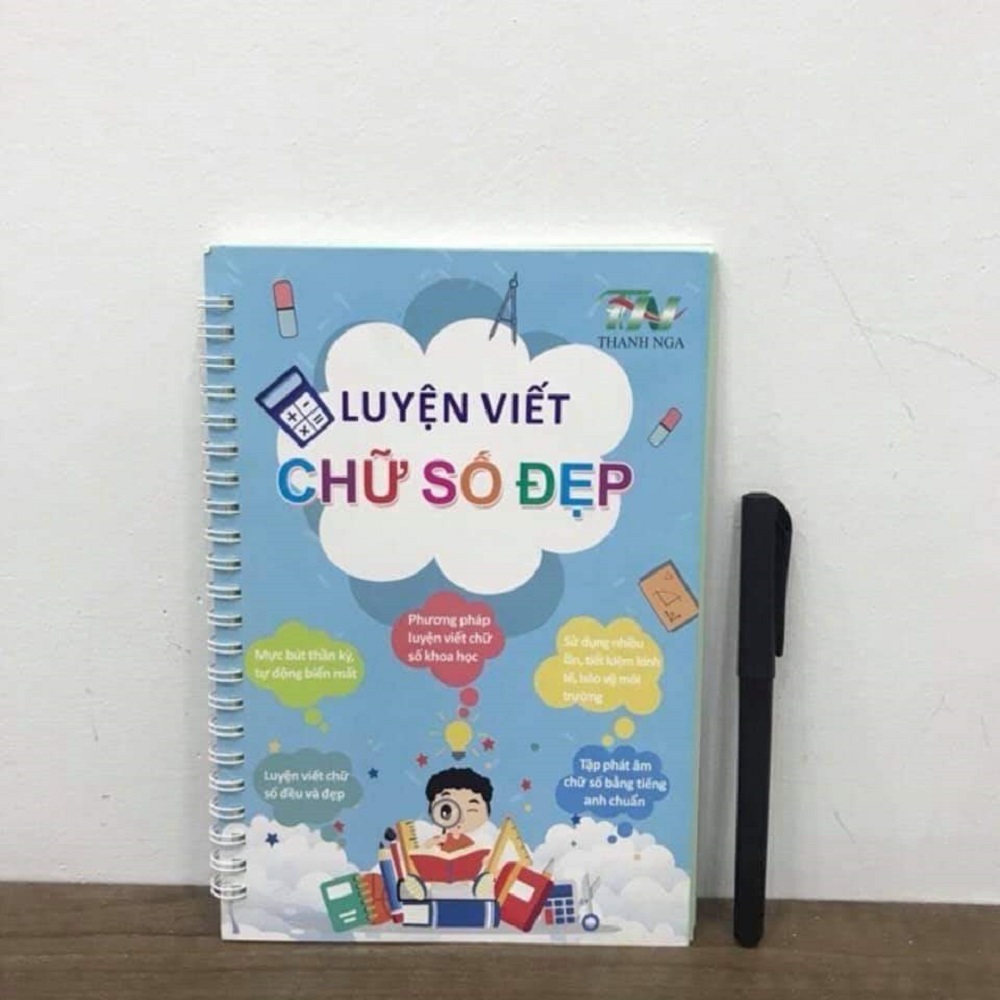 TN
THANH NGA
LUYỆN VIẾT
CHỮ SỐ ĐẸP
Phương pháp
luyện viết chữ
số khoa học
Mực bút thần kỳ,
tự động biến mất
Sử dụng nhiều
lần, tiết kiệm kinh
tế, bảo vệ môi
trường
Luyện viết chữ
số đều và đẹp
Tập phát âm
chữ số bằng tiếng
anh chuẩn